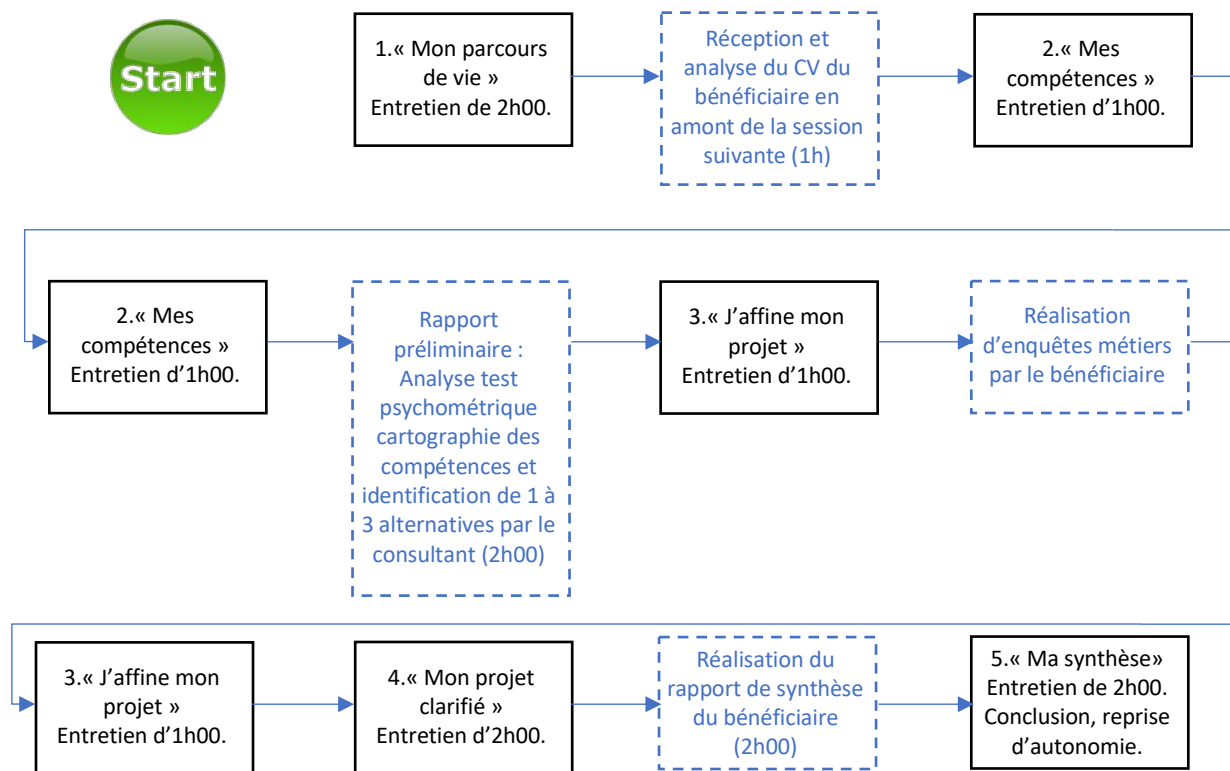 Start
1.« Mon parcours
de vie »
Entretien de 2h00.
Réception et
analyse du CV du
bénéficiaire en
amont de la session
suivante (1h)
2.« Mes
compétences »
Entretien d’1h00.
2.« Mes
compétences »
Entretien d’1h00.
Rapport
préliminaire :
Analyse test
psychométrique
cartographie des
compétences et
identification de 1 à
3 alternatives par le
consultant (2h00)
3.« J’affine mon
projet »
Entretien d’1h00.
Réalisation
d’enquêtes métiers
par le bénéficiaire
3.« J’affine mon
projet »
Entretien d’1h00.
4.« Mon projet
clarifié »
Entretien d’2h00.
Réalisation du
rapport de synthèse
du bénéficiaire
(2h00)
5.« Ma synthèse»
Entretien de 2h00.
Conclusion, reprise
d’autonomie.